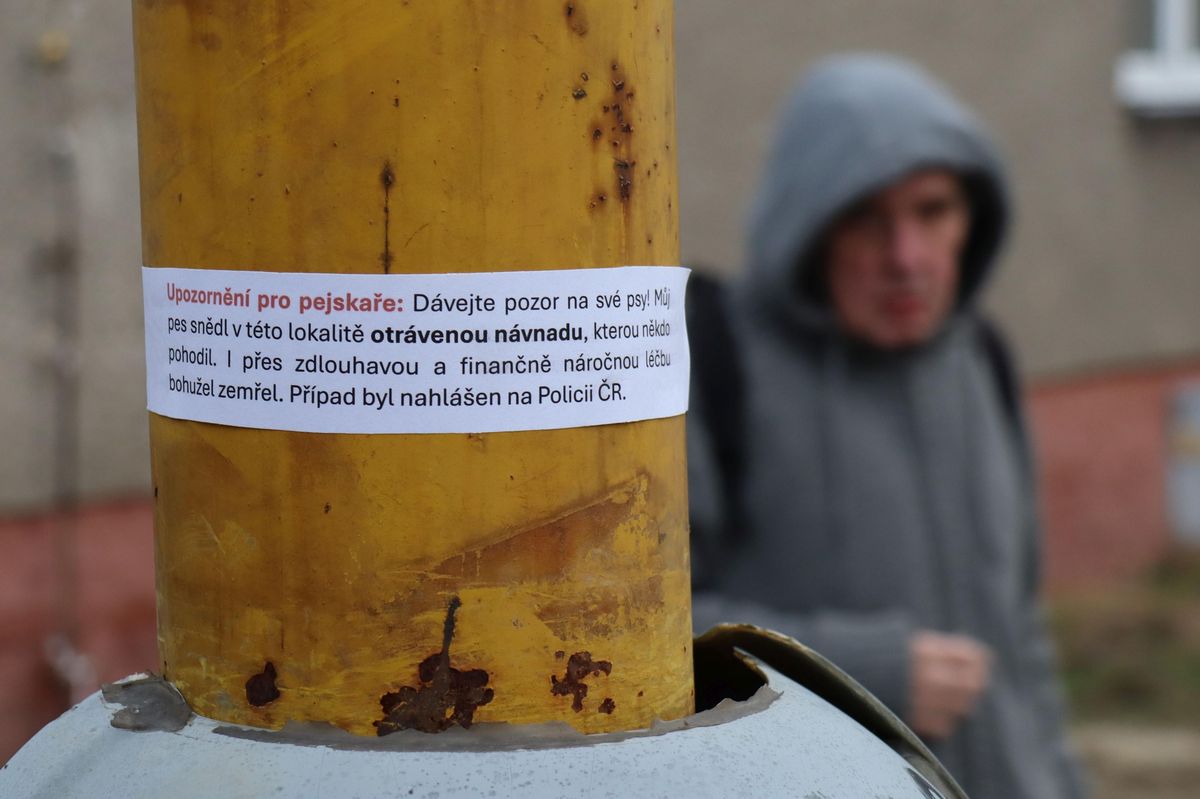 Upozornění pro pejskaře: Dávejte pozor na své psy! Můj
pes snědl v této lokalitě otrávenou návnadu, kterou někdo
pohodil. I přes zdlouhavou a finančně náročnou léčbu
bohužel zemřel. Případ byl nahlášen na Policii ČR.